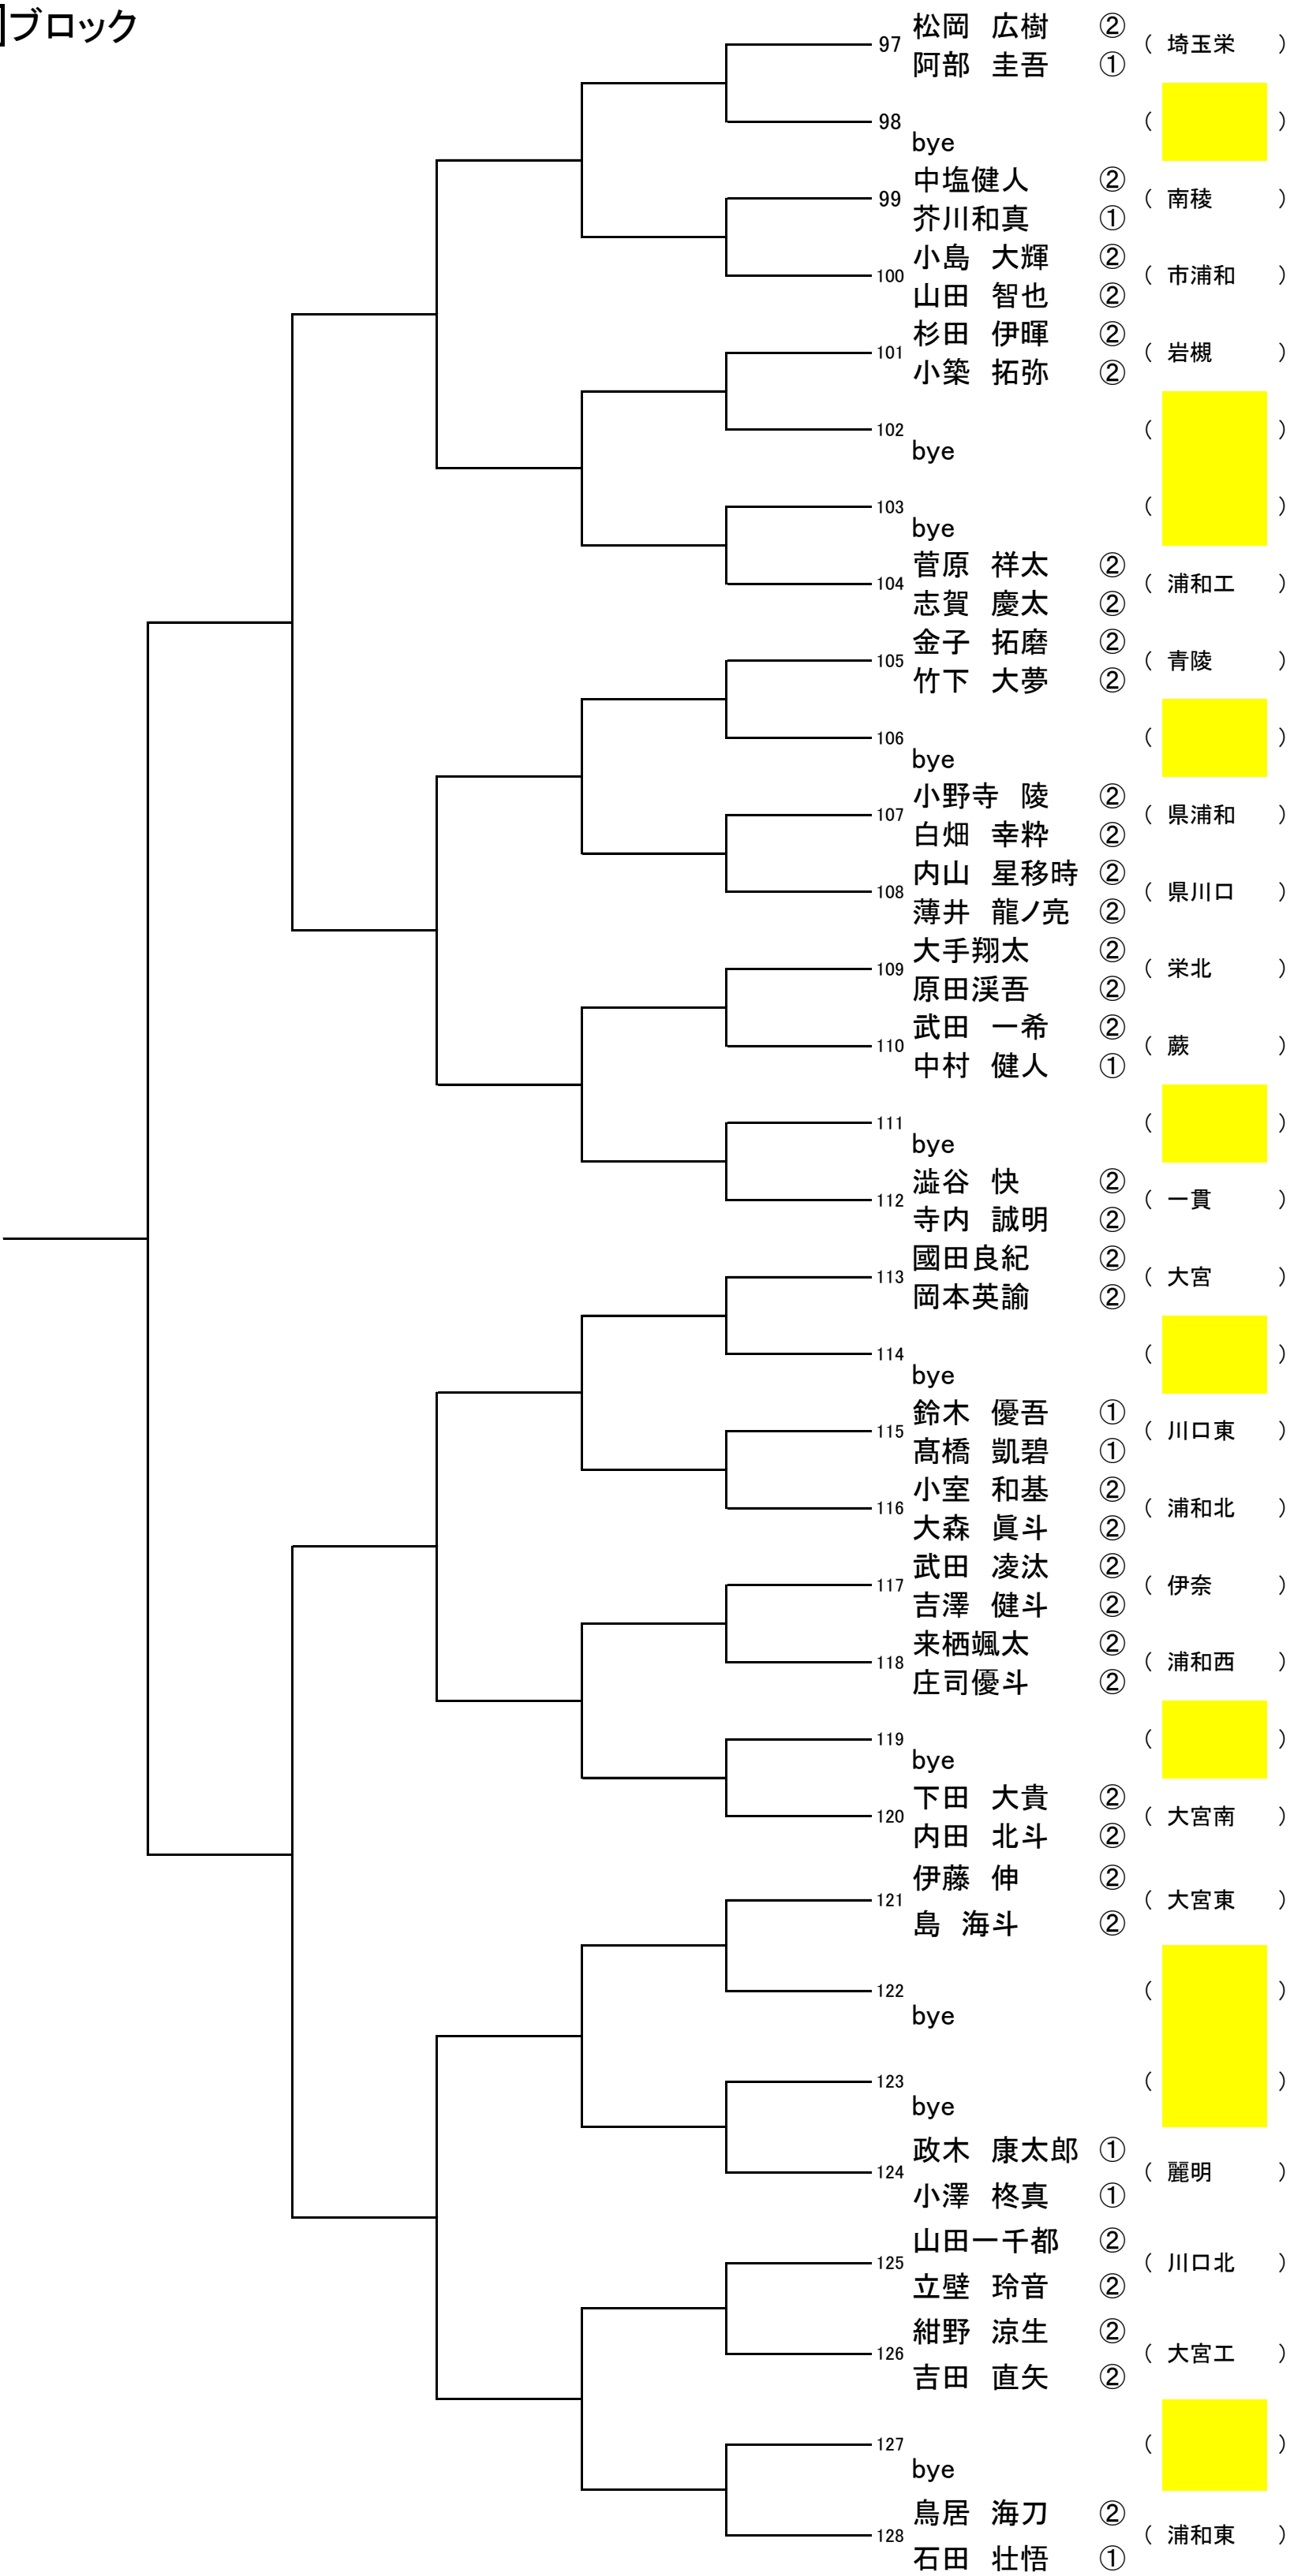 ブロック
松岡 広樹 ②
97 ( 埼玉栄 )
阿部 圭吾 ①
98 ( )
bye
中塩健人 ②
99 ( 南稜 )
芥川和真 ①
小島 大輝 ②
100 ( 市浦和 )
山田 智也 ②
杉田 伊暉 ②
101 ( 岩槻 )
小築 拓弥 ②
102 ( )
bye
103 ( )
bye
菅原 祥太 ②
104 ( 浦和工 )
志賀 慶太 ②
金子 拓磨 ②
105 ( 青陵 )
竹下 大夢 ②
106 ( )
bye
小野寺 陵 ②
107 ( 県浦和 )
白畑 幸粋 ②
内山 星移時 ②
108 ( 県川口 )
薄井 龍ノ亮 ②
大手翔太 ②
109 ( 栄北 )
原田渓吾 ②
武田 一希 ②
110 ( 蕨 )
中村 健人 ①
111 ( )
bye
澁谷 快 ②
112 ( 一貫 )
寺内 誠明 ②
國田良紀 ②
113 ( 大宮 )
岡本英諭 ②
114 ( )
bye
鈴木 優吾 ①
115 ( 川口東 )
髙橋 凱碧 ①
小室 和基 ②
116 ( 浦和北 )
大森 眞斗 ②
武田 凌汰 ②
117 ( 伊奈 )
吉澤 健斗 ②
来栖颯太 ②
118 ( 浦和西 )
庄司優斗 ②
119 ( )
bye
下田 大貴 ②
120 ( 大宮南 )
内田 北斗 ②
伊藤 伸 ②
121 ( 大宮東 )
島 海斗 ②
122 ( )
bye
123 ( )
bye
政木 康太郎 ①
124 ( 麗明 )
小澤 柊真 ①
山田一千都 ②
125 ( 川口北 )
立壁 玲音 ②
紺野 涼生 ②
126 ( 大宮工 )
吉田 直矢 ②
127 ( )
bye
鳥居 海刀 ②
128 ( 浦和東 )
石田 壮悟 ①